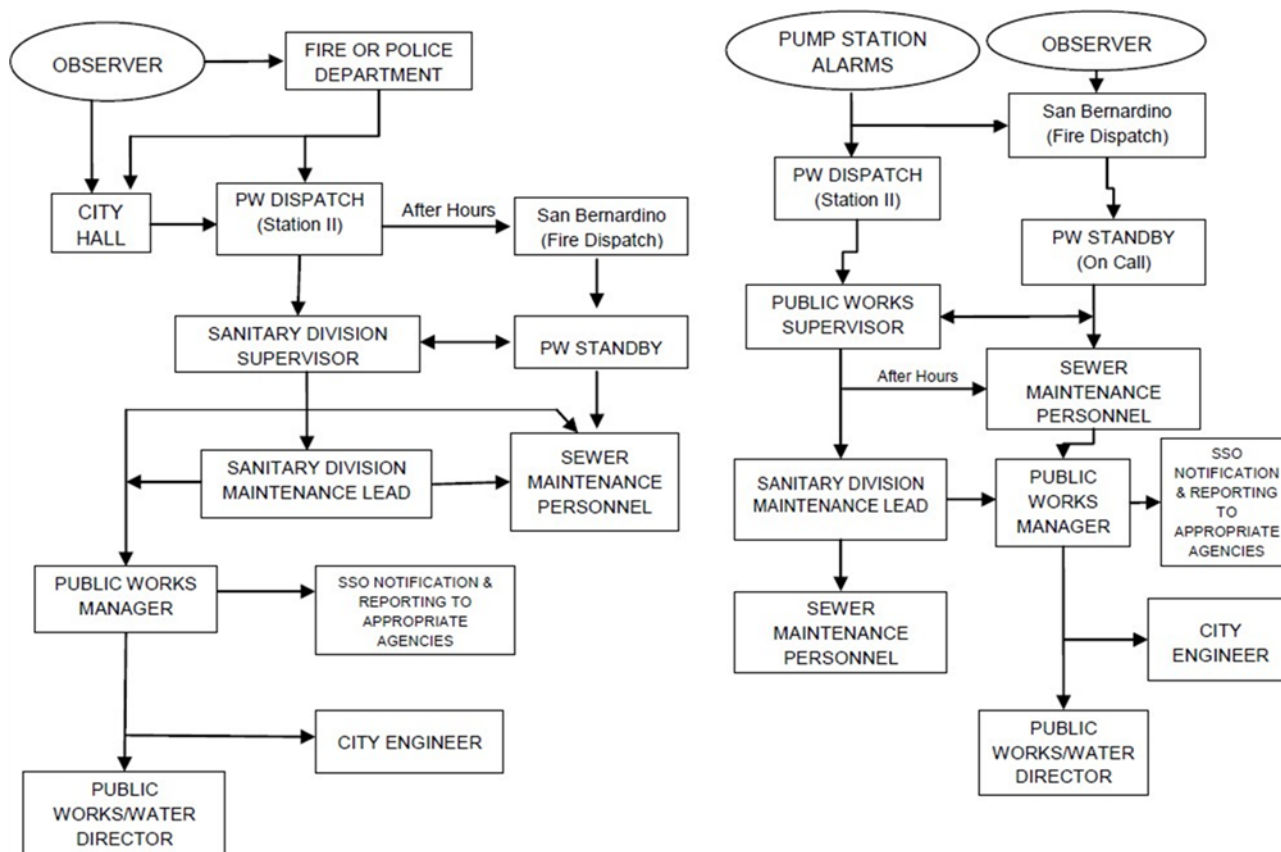 OBSERVER
FIRE OR POLICE
DEPARTMENT
CITY
HALL
PW DISPATCH
(Station II)
After Hours
San Bernardino
(Fire Dispatch)
SANITARY DIVISION
SUPERVISOR
PW STANDBY
SANITARY DIVISION
MAINTENANCE LEAD
SEWER
MAINTENANCE
PERSONNEL
PUBLIC WORKS
MANAGER
SSO NOTIFICATION &
REPORTING TO
APPROPRIATE
AGENCIES
CITY ENGINEER
PUBLIC
WORKS/WATER
DIRECTOR
PUMP STATION
ALARMS
OBSERVER
San Bernardino
(Fire Dispatch)
PW DISPATCH
(Station II)
PW STANDBY
(On Call)
PUBLIC WORKS
SUPERVISOR
After Hours
SEWER
MAINTENANCE
PERSONNEL
SANITARY DIVISION
MAINTENANCE LEAD
PUBLIC
WORKS
MANAGER
SSO
NOTIFICATION
& REPORTING
TO
APPROPRIATE
AGENCIES
SEWER
MAINTENANCE
PERSONNEL
CITY
ENGINEER
PUBLIC
WORKS/WATER
DIRECTOR